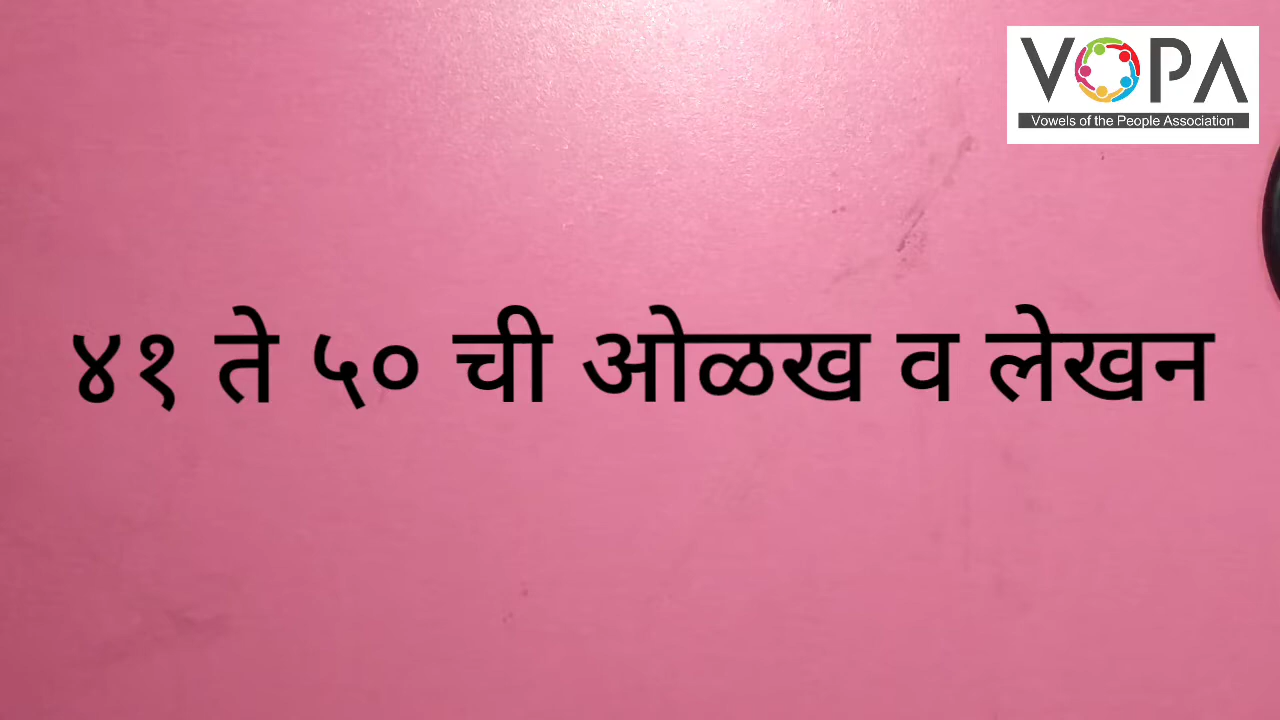 VOPA
Vowels of the People Association
४१ ते ५० ची ओळख व लेखन